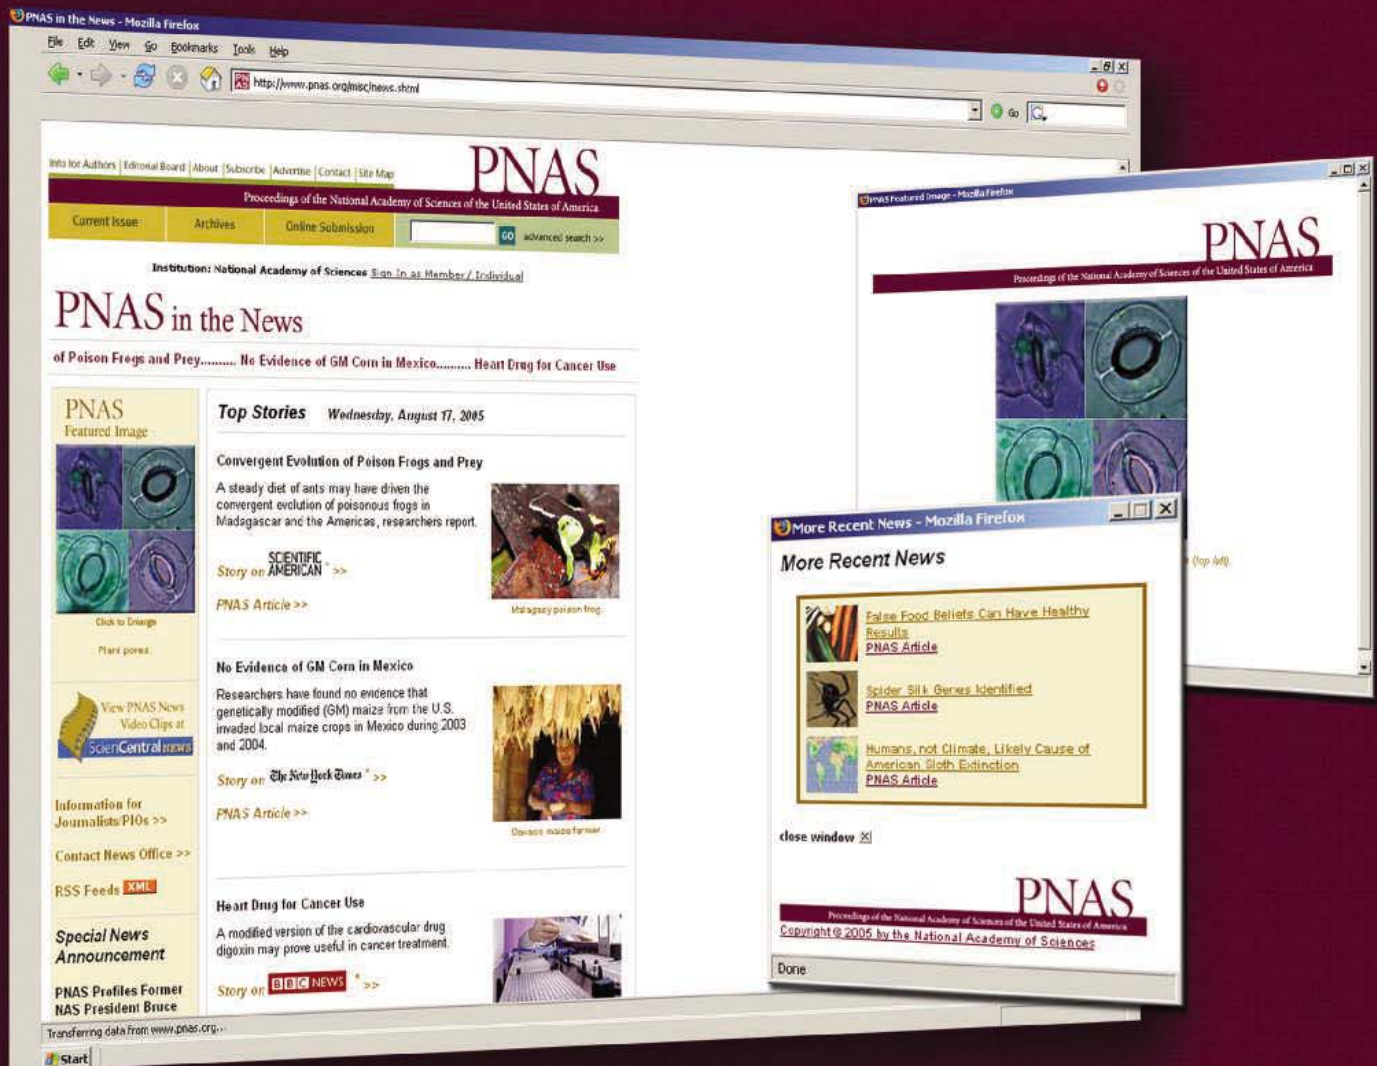 PNAS in the News - Mozilla Firefox
File Edit View Go Bookmarks Tools Help
http://www.pnas.org/misc/news.shtml
Go
Info for Authors | Editorial Board | About | Subscribe | Advertise | Contact | Site Map
PNAS
Proceedings of the National Academy of Sciences of the United States of America
Current Issue Archives Online Submission GO advanced search >>
Institution: National Academy of Sciences Sign In as Member / Individual
PNAS in the News
of Poison Frogs and Prey.......... No Evidence of GM Corn in Mexico.......... Heart Drug for Cancer Use
PNAS
Featured Image
Click to Enlarge
Plant pores.
View PNAS News
Video Clips at
ScienCentral NEWS
Information for
Journalists/PIOs >>
Contact News Office >>
RSS Feeds XML
Special News
Announcement
PNAS Profiles Former
NAS President Bruce
Top Stories Wednesday, August 17, 2005
Convergent Evolution of Poison Frogs and Prey
A steady diet of ants may have driven the
convergent evolution of poisonous frogs in
Madagascar and the Americas, researchers report.
Story on SCIENTIFIC AMERICAN * >>
PNAS Article >>
Malagasy poison frog.
No Evidence of GM Corn in Mexico
Researchers have found no evidence that
genetically modified (GM) maize from the U.S.
invaded local maize crops in Mexico during 2003
and 2004.
Story on The New York Times * >>
PNAS Article >>
Oaxaca maize farmer.
Heart Drug for Cancer Use
A modified version of the cardiovascular drug
digoxin may prove useful in cancer treatment.
Story on BBC NEWS * >>
Transferring data from www.pnas.org...
Start
PNAS Featured Image - Mozilla Firefox
PNAS
Proceedings of the National Academy of Sciences of the United States of America
(top left)
More Recent News - Mozilla Firefox
More Recent News
False Food Beliefs Can Have Healthy
Results
PNAS Article
Spider Silk Genes Identified
PNAS Article
Humans, not Climate, Likely Cause of
American Sloth Extinction
PNAS Article
close window
PNAS
Proceedings of the National Academy of Sciences of the United States of America
Copyright © 2005 by the National Academy of Sciences
Done